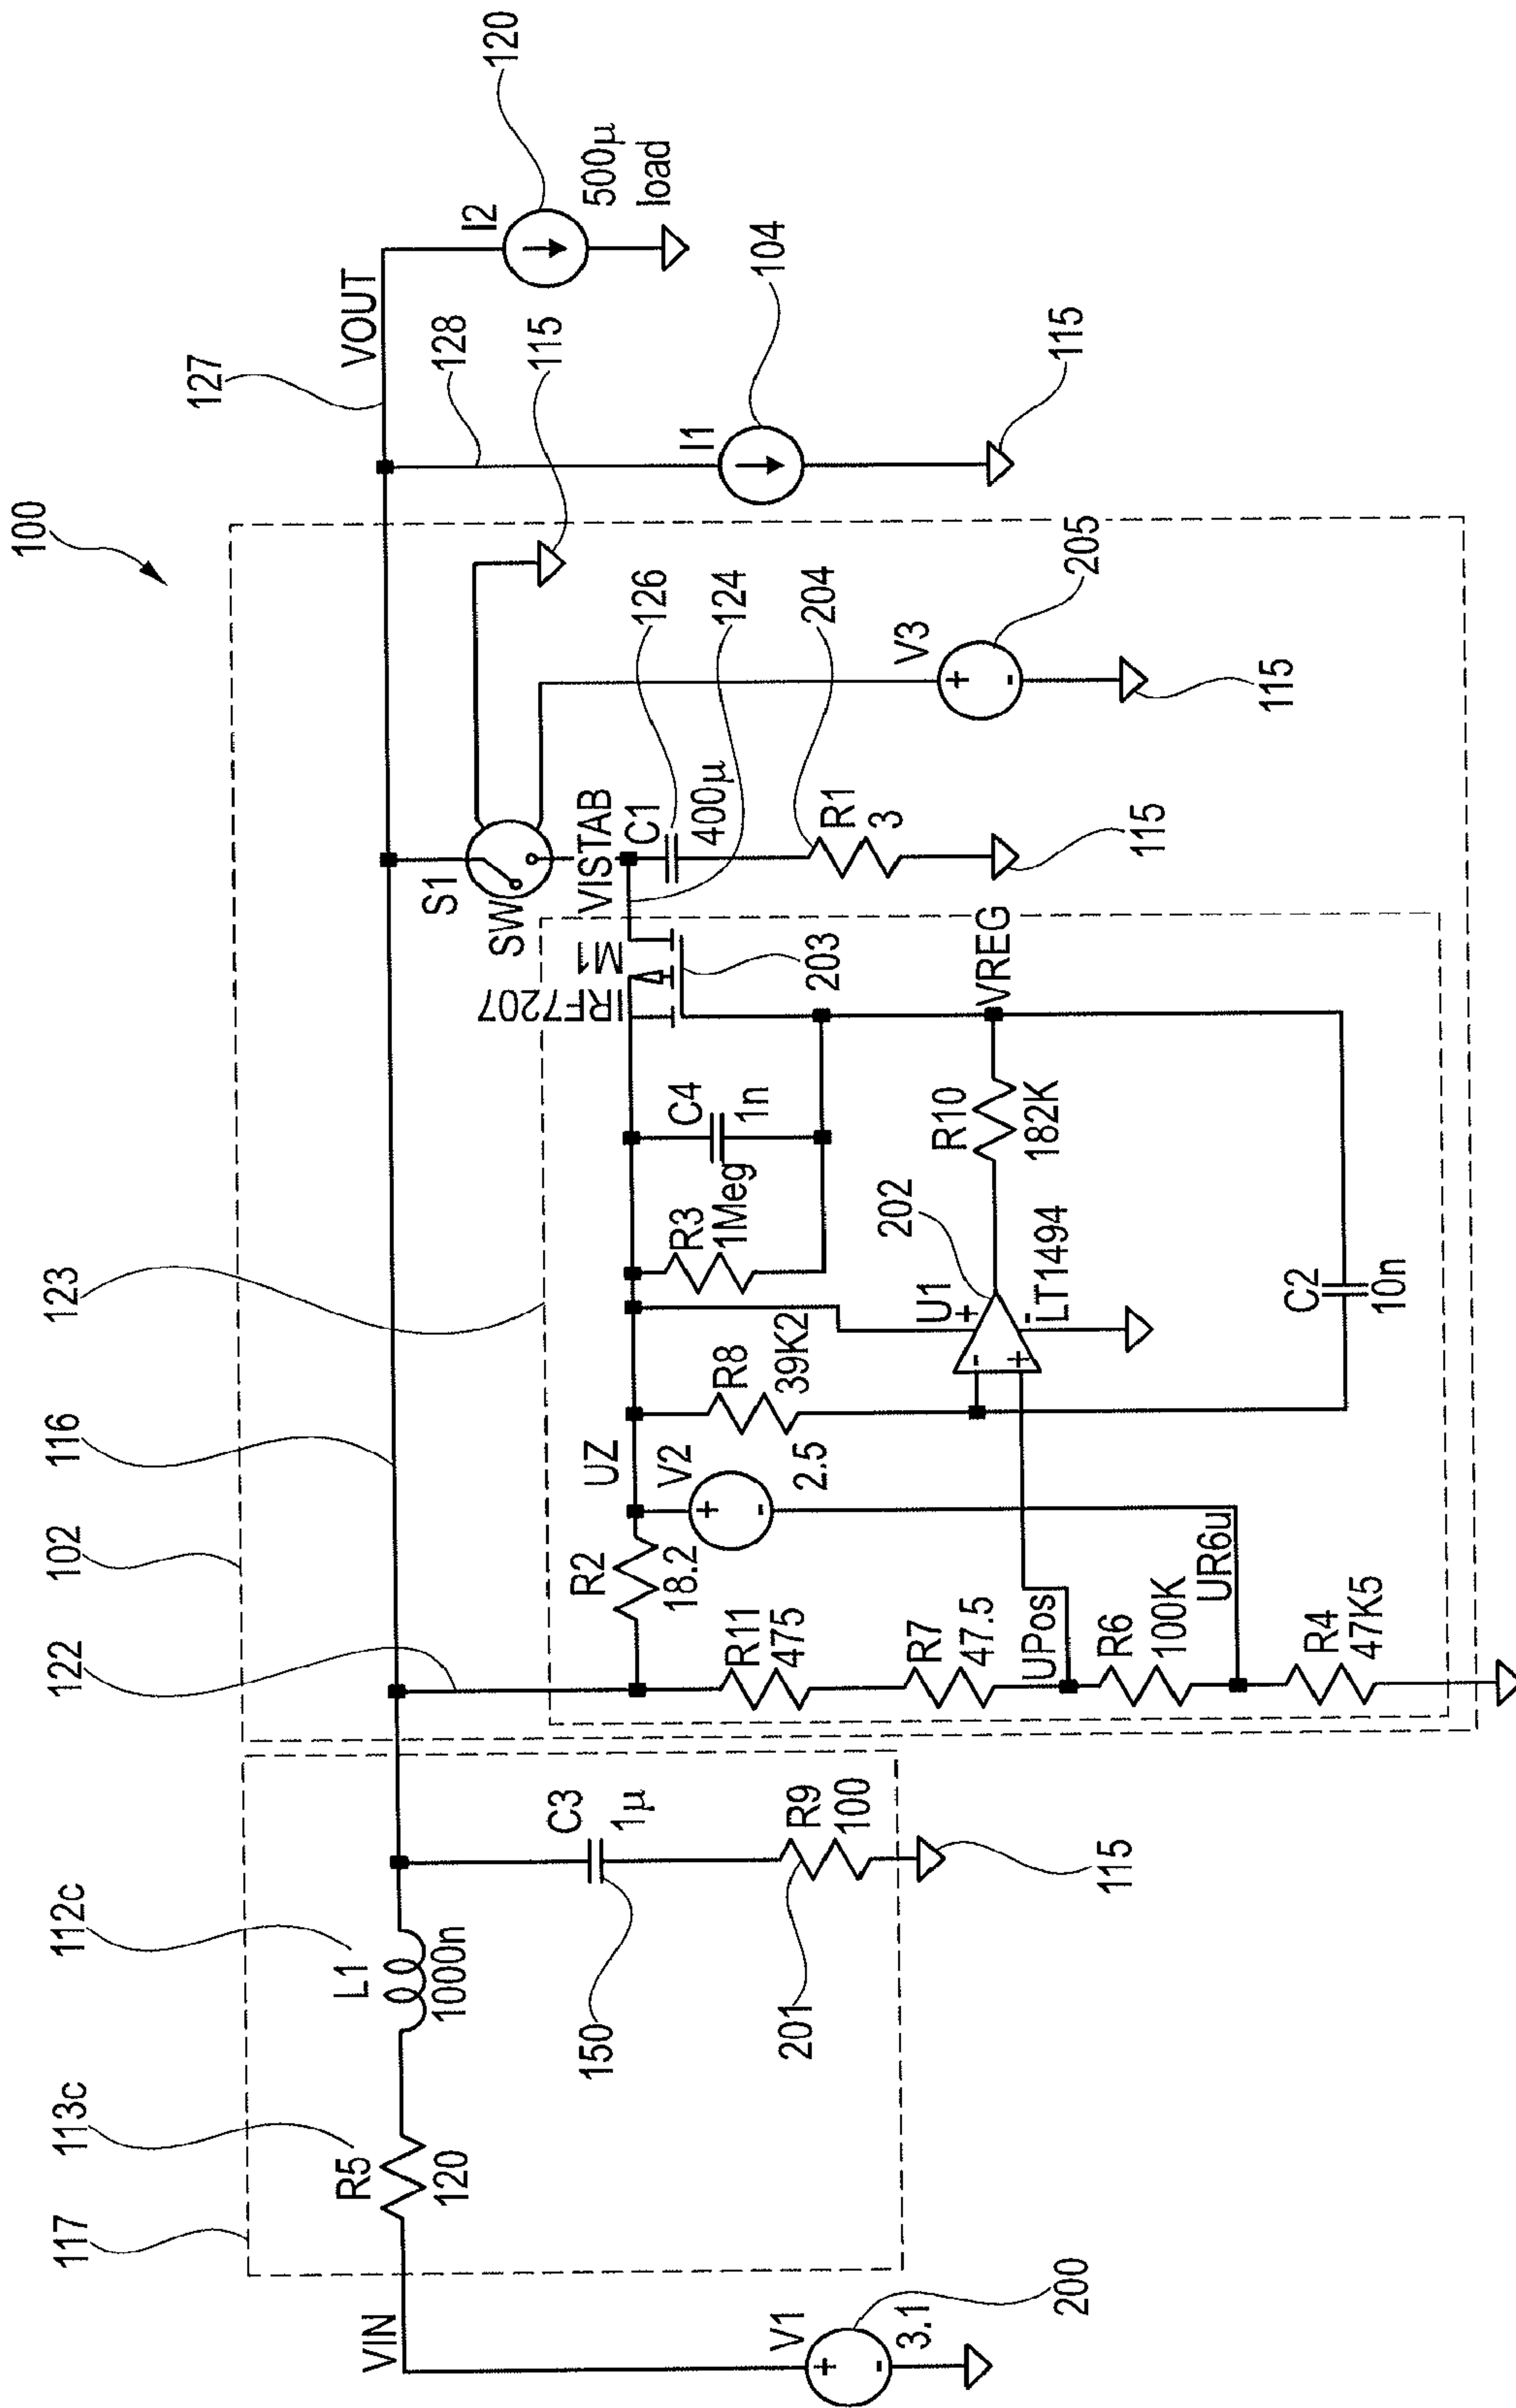 100
117
113c
112c
122
102
116
123
127
VOUT
I2
120
500µ
load
VIN
R5
120
L1
1000n
128
115
S1
SW
VISTAB
C1
400µ
126
124
204
I1
104
115
V1
3.1
200
C3
1µ
150
R9
100
201
115
R2
18.2
UZ
V2
2.5
R8
39K2
R3
1Meg
C4
1n
IRF7207
M1
203
R1
3
115
V3
205
115
R11
475
R7
47.5
UPos
R6
100K
UR6u
R4
47K5
U1
LT1494
202
R10
182K
VREG
C2
10n
+
-
+
-
+
-
+
-
+
-